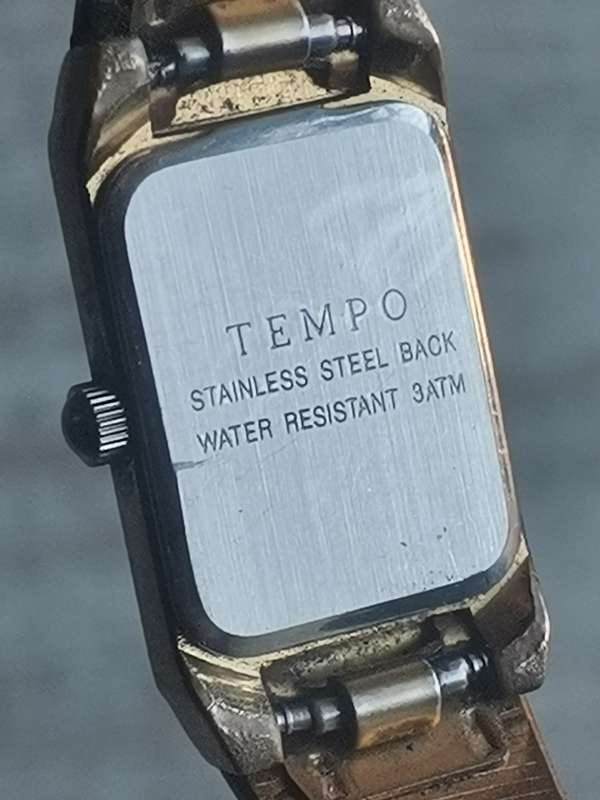 TEMPO
STAINLESS STEEL BACK
WATER RESISTANT 3ATM